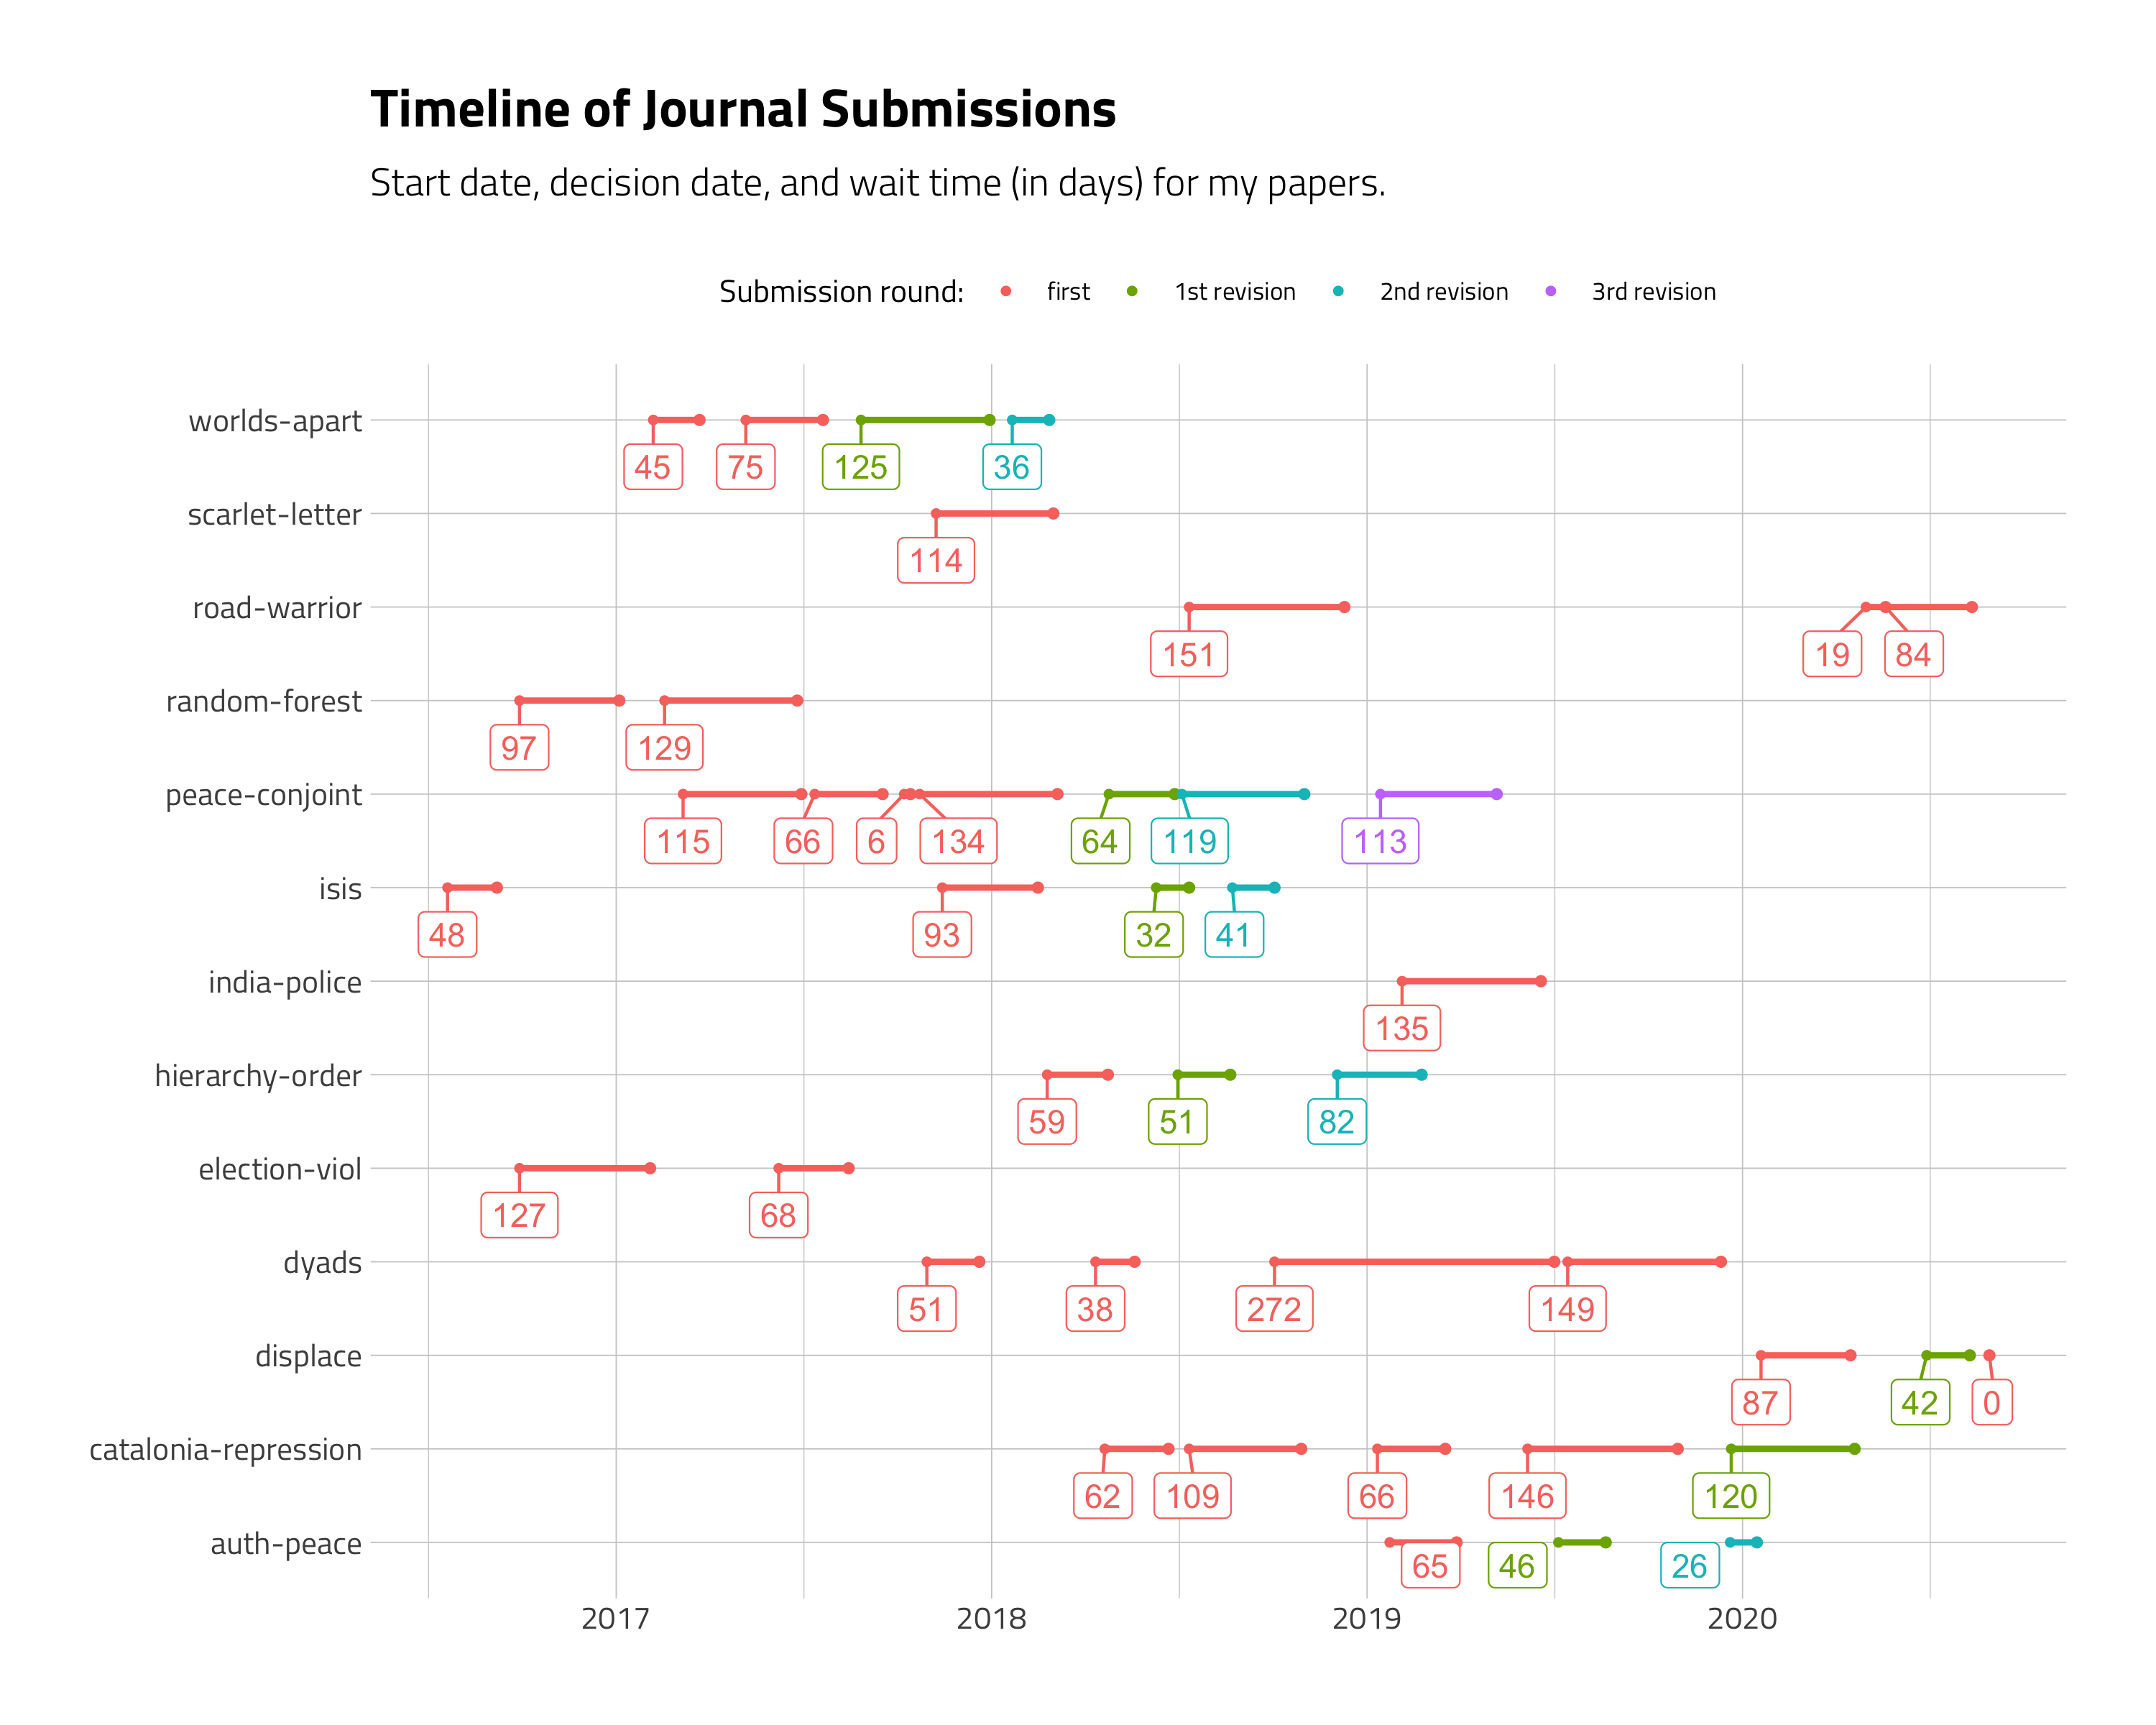 Timeline of Journal Submissions
Start date, decision date, and wait time (in days) for my papers.
Submission round: first 1st revision 2nd revision 3rd revision
worlds-apart
45 75 125 36
scarlet-letter
114
road-warrior
151 19 84
random-forest
97 129
peace-conjoint
115 66 6 134 64 119 113
isis
48 93 32 41
india-police
135
hierarchy-order
59 51 82
election-viol
127 68
dyads
51 38 272 149
displace
87 42 0
catalonia-repression
62 109 66 146 120
auth-peace
65 46 26
2017 2018 2019 2020